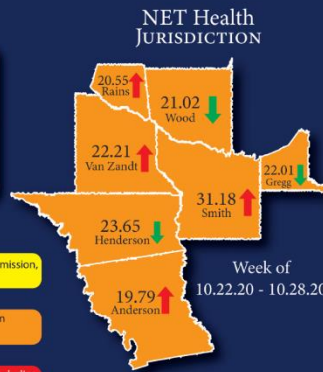 NET Health
JURISDICTION
20.55
Rains
21.02
Wood
22.21
Van Zandt
22.01
Gregg
31.18
Smith
23.65
Henderson
mission,
Week of
10.22.20 - 10.28.20
19.79
Anderson